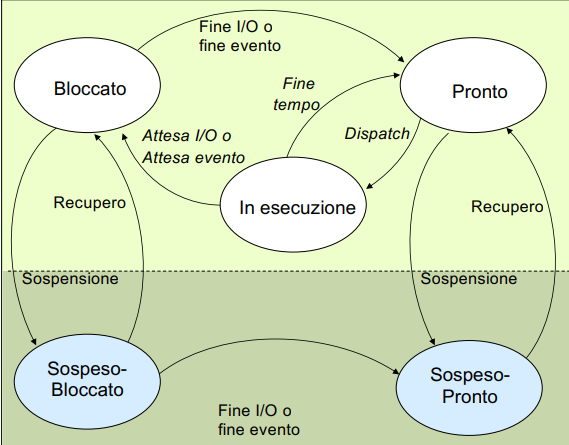 Fine I/O o
fine evento
Bloccato
Fine
tempo
Pronto
Attesa I/O o
Attesa evento
Dispatch
Recupero
In esecuzione
Recupero
Sospensione
Sospensione
Sospeso-
Bloccato
Sospeso-
Pronto
Fine I/O o
fine evento